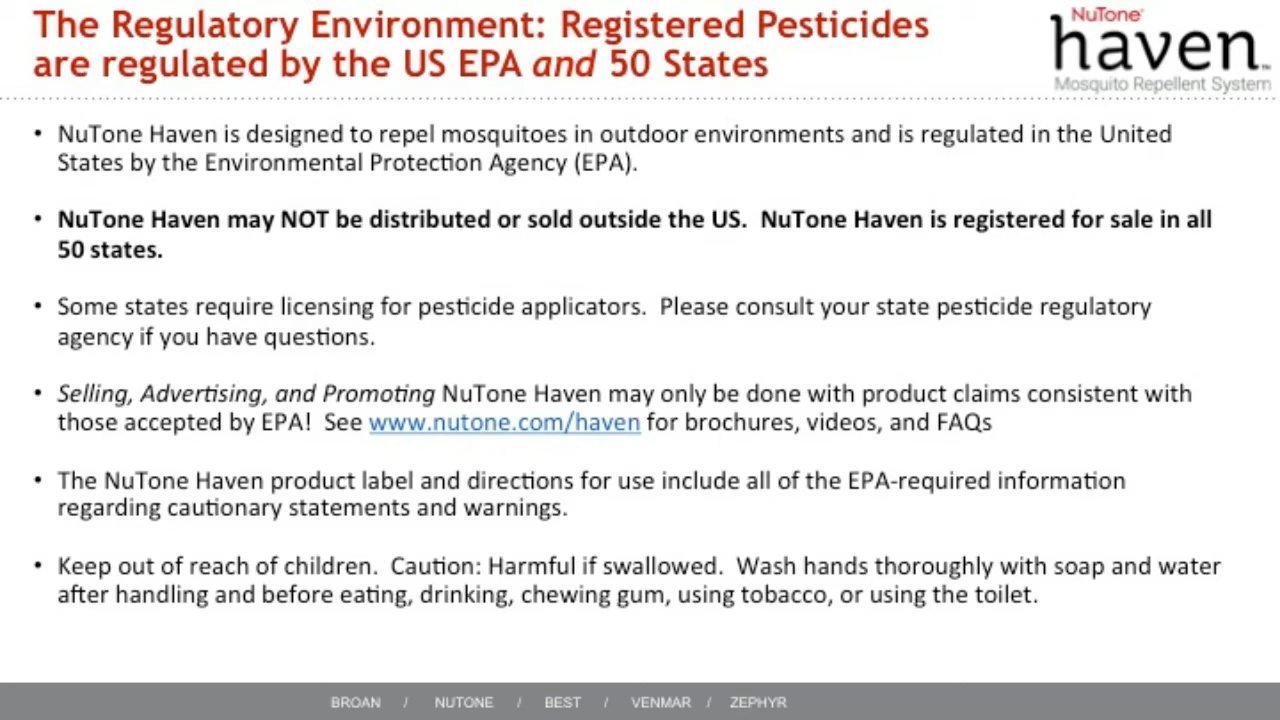 The Regulatory Environment: Registered Pesticides
are regulated by the US EPA and 50 States
NuTone®
haven™
Mosquito Repellent System
• NuTone Haven is designed to repel mosquitoes in outdoor environments and is regulated in the United
States by the Environmental Protection Agency (EPA).
• NuTone Haven may NOT be distributed or sold outside the US.  NuTone Haven is registered for sale in all
50 states.
• Some states require licensing for pesticide applicators.  Please consult your state pesticide regulatory
agency if you have questions.
• Selling, Advertising, and Promoting NuTone Haven may only be done with product claims consistent with
those accepted by EPA!  See www.nutone.com/haven for brochures, videos, and FAQs
• The NuTone Haven product label and directions for use include all of the EPA-required information
regarding cautionary statements and warnings.
• Keep out of reach of children.  Caution: Harmful if swallowed.  Wash hands thoroughly with soap and water
after handling and before eating, drinking, chewing gum, using tobacco, or using the toilet.
BROAN / NUTONE / BEST / VENMAR / ZEPHYR